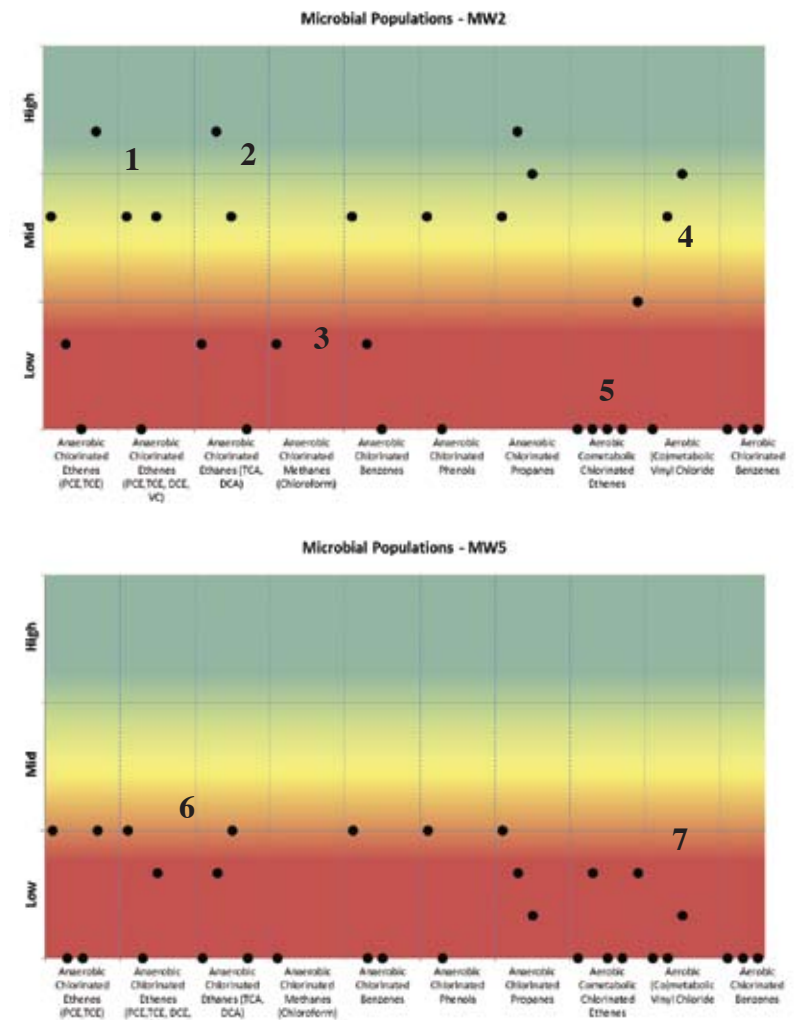 Microbial Populations - MW2
High
1
2
Mid
4
3
Low
5
Anaerobic
Chlorinated
Ethenes
(PCE,TCE)
Anaerobic
Chlorinated
Ethenes
(PCE,TCE, DCE,
VC)
Anaerobic
Chlorinated
Ethanes (TCA,
DCA)
Anaerobic
Chlorinated
Methanes
(Chloroform)
Anaerobic
Chlorinated
Benzenes
Anaerobic
Chlorinated
Phenols
Anaerobic
Chlorinated
Propanes
Aerobic
Cometabolic
Chlorinated
Ethenes
Aerobic
(Co)metabolic
Vinyl Chloride
Aerobic
Chlorinated
Benzenes
Microbial Populations - MW5
High
Mid
6
7
Low
Anaerobic
Chlorinated
Ethenes
(PCE,TCE)
Anaerobic
Chlorinated
Ethenes
(PCE,TCE, DCE,
Anaerobic
Chlorinated
Ethanes (TCA,
DCA)
Anaerobic
Chlorinated
Methanes
(Chloroform)
Anaerobic
Chlorinated
Benzenes
Anaerobic
Chlorinated
Phenols
Anaerobic
Chlorinated
Propanes
Aerobic
Cometabolic
Chlorinated
Ethenes
Aerobic
(Co)metabolic
Vinyl Chloride
Aerobic
Chlorinated
Benzenes